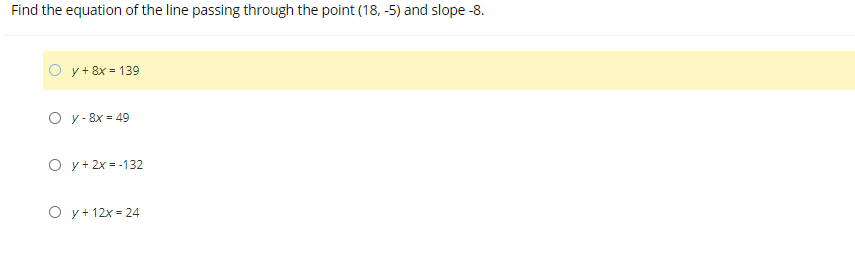 Find the equation of the line passing through the point (18, -5) and slope -8.
y + 8x = 139
y - 8x = 49
y + 2x = -132
y + 12x = 24